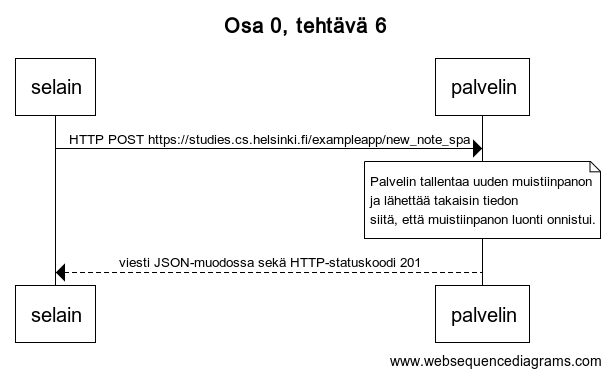 Osa 0, tehtävä 6
selain
palvelin
HTTP POST https://studies.cs.helsinki.fi/exampleapp/new_note_spa
Palvelin tallentaa uuden muistiinpanon
ja lähettää takaisin tiedon
siitä, että muistiinpanon luonti onnistui.
viesti JSON-muodossa sekä HTTP-statuskoodi 201
selain
palvelin
www.websequencediagrams.com